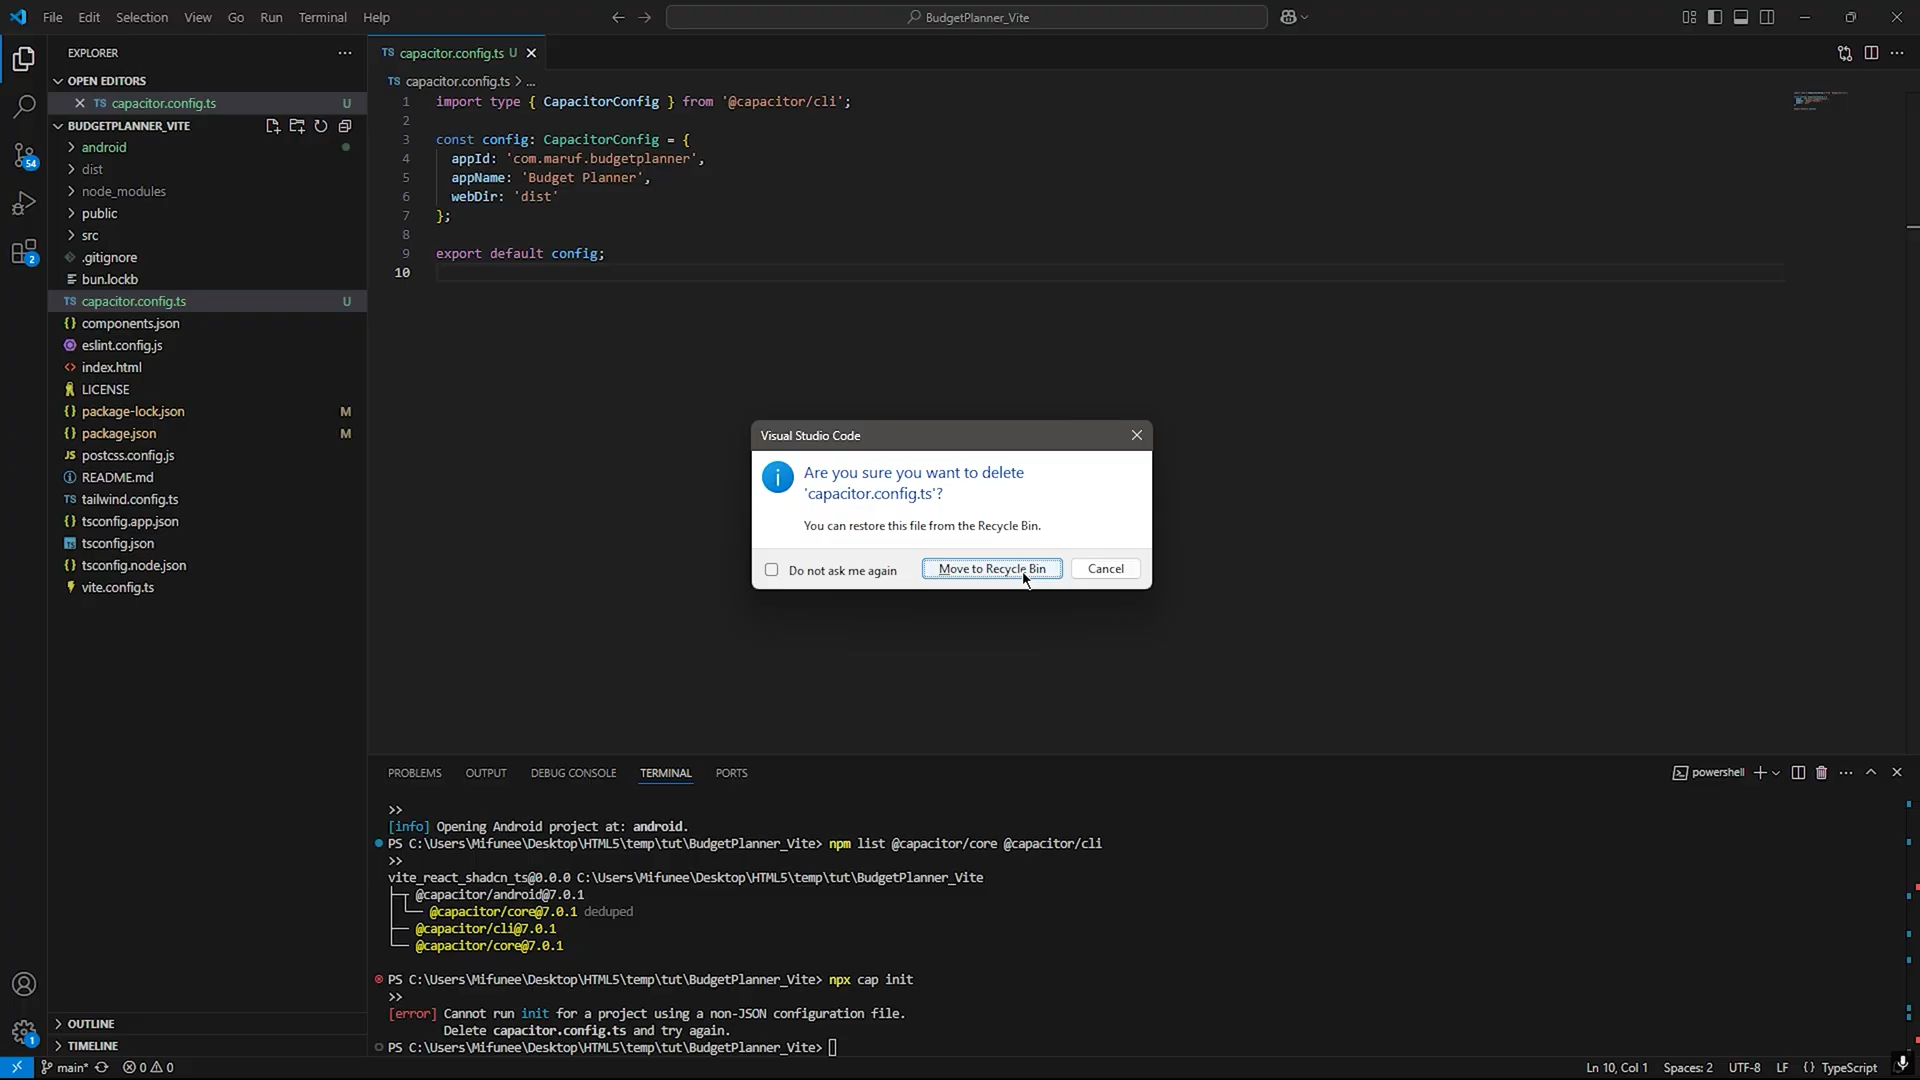 File Edit Selection View Go Run Terminal Help
BudgetPlanner_Vite
EXPLORER
OPEN EDITORS
TS capacitor.config.ts U
BUDGETPLANNER_VITE
android
dist
node_modules
public
src
.gitignore
bun.lockb
TS capacitor.config.ts U
{} components.json
eslint.config.js
<> index.html
LICENSE
{} package-lock.json M
{} package.json M
JS postcss.config.js
README.md
TS tailwind.config.ts
{} tsconfig.app.json
TS tsconfig.json
{} tsconfig.node.json
vite.config.ts
OUTLINE
TIMELINE
54
2
1
TS capacitor.config.ts U
TS capacitor.config.ts > ...
1 import type { CapacitorConfig } from '@capacitor/cli';
2
3 const config: CapacitorConfig = {
4 appId: 'com.maruf.budgetplanner',
5 appName: 'Budget Planner',
6 webDir: 'dist'
7 };
8
9 export default config;
10
Visual Studio Code
Are you sure you want to delete
'capacitor.config.ts'?
You can restore this file from the Recycle Bin.
Do not ask me again
Move to Recycle Bin
Cancel
PROBLEMS OUTPUT DEBUG CONSOLE TERMINAL PORTS
powershell
>>
[info] Opening Android project at: android.
PS C:\Users\Mifunee\Desktop\HTML5\temp\tut\BudgetPlanner_Vite> npm list @capacitor/core @capacitor/cli
>>
vite_react_shadcn_ts@0.0.0 C:\Users\Mifunee\Desktop\HTML5\temp\tut\BudgetPlanner_Vite
├─┬ @capacitor/android@7.0.1
│ └── @capacitor/core@7.0.1 deduped
├── @capacitor/cli@7.0.1
└── @capacitor/core@7.0.1
PS C:\Users\Mifunee\Desktop\HTML5\temp\tut\BudgetPlanner_Vite> npx cap init
>>
[error] Cannot run init for a project using a non-JSON configuration file.
Delete capacitor.config.ts and try again.
PS C:\Users\Mifunee\Desktop\HTML5\temp\tut\BudgetPlanner_Vite>
main* 0 0
Ln 10, Col 1 Spaces: 2 UTF-8 LF {} TypeScript